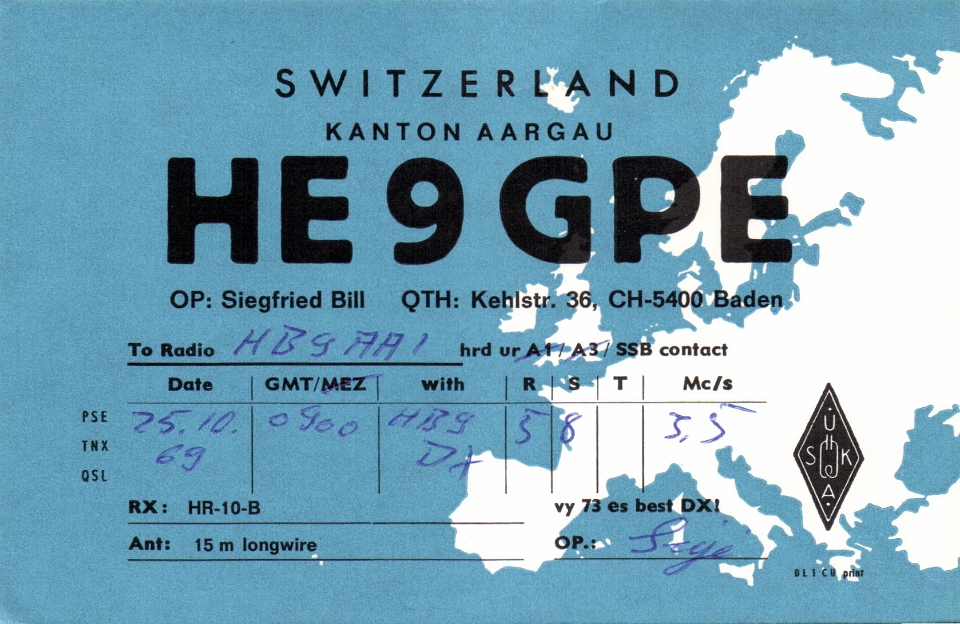 SWITZERLAND
KANTON AARGAU
HE9GPE
OP: Siegfried Bill QTH: Kehlstr. 36, CH-5400 Baden
To Radio HB9AAI hrd ur A1 / A3 / SSB contact
Date GMT/MEZ with R S T Mc/s
PSE 25.10. 0900 HB9 5 8 3,5
TNX 69
QSL
RX: HR-10-B vy 73 es best DX!
Ant: 15 m longwire OP.:
U
S K
A
DL1CU print